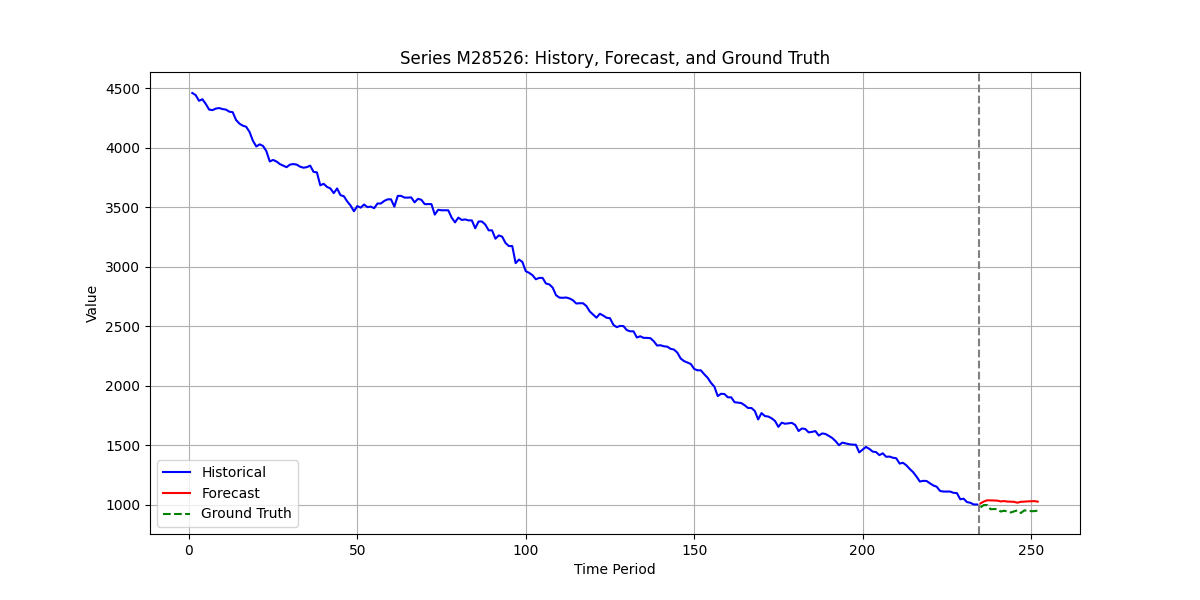 Series M28526: History, Forecast, and Ground Truth
4500
4000
3500
3000
2500
2000
1500
1000
Value
Historical
Forecast
Ground Truth
0 50 100 150 200 250
Time Period